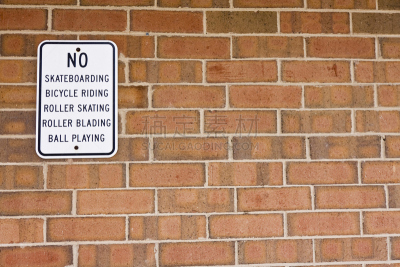 NO
SKATEBOARDING
BICYCLE RIDING
ROLLER SKATING
ROLLER BLADING
BALL PLAYING